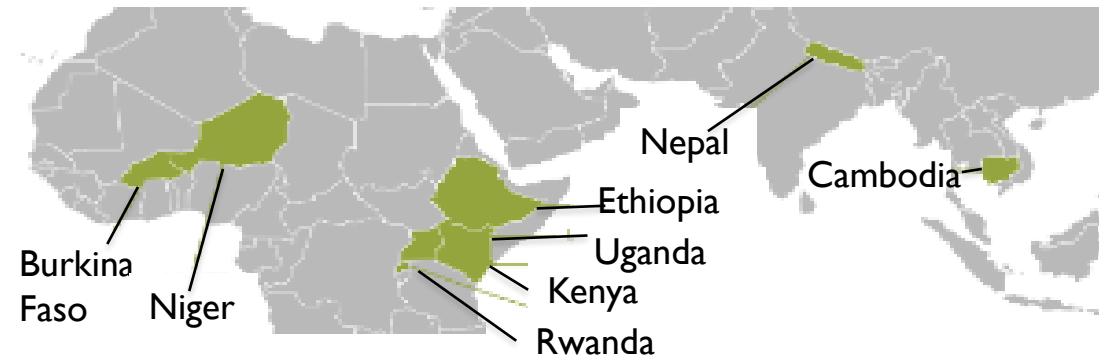 Nepal
Cambodia
Ethiopia
Uganda
Burkina
Faso
Niger
Kenya
Rwanda